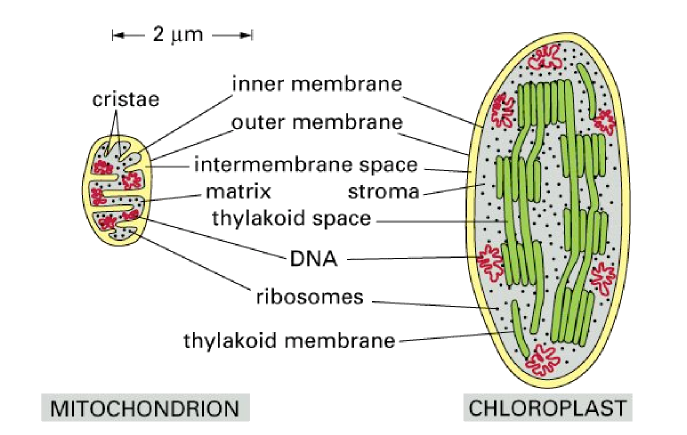 2 μm
inner membrane
cristae
outer membrane
intermembrane space
matrix
stroma
thylakoid space
DNA
ribosomes
thylakoid membrane
MITOCHONDRION
CHLOROPLAST